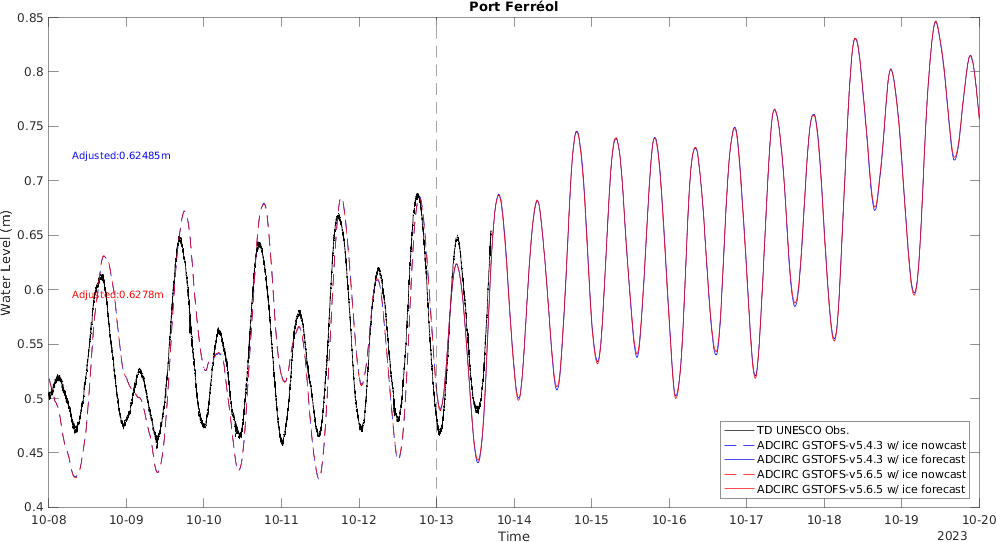 Port Ferréol
Water Level (m)
0.85
0.8
0.75
0.7
0.65
0.6
0.55
0.5
0.45
0.4
Adjusted:0.62485m
Adjusted:0.6278m
TD UNESCO Obs.
ADCIRC GSTOFS-v5.4.3 w/ ice nowcast
ADCIRC GSTOFS-v5.4.3 w/ ice forecast
ADCIRC GSTOFS-v5.6.5 w/ ice nowcast
ADCIRC GSTOFS-v5.6.5 w/ ice forecast
10-08 10-09 10-10 10-11 10-12 10-13 10-14 10-15 10-16 10-17 10-18 10-19 10-20
Time
2023